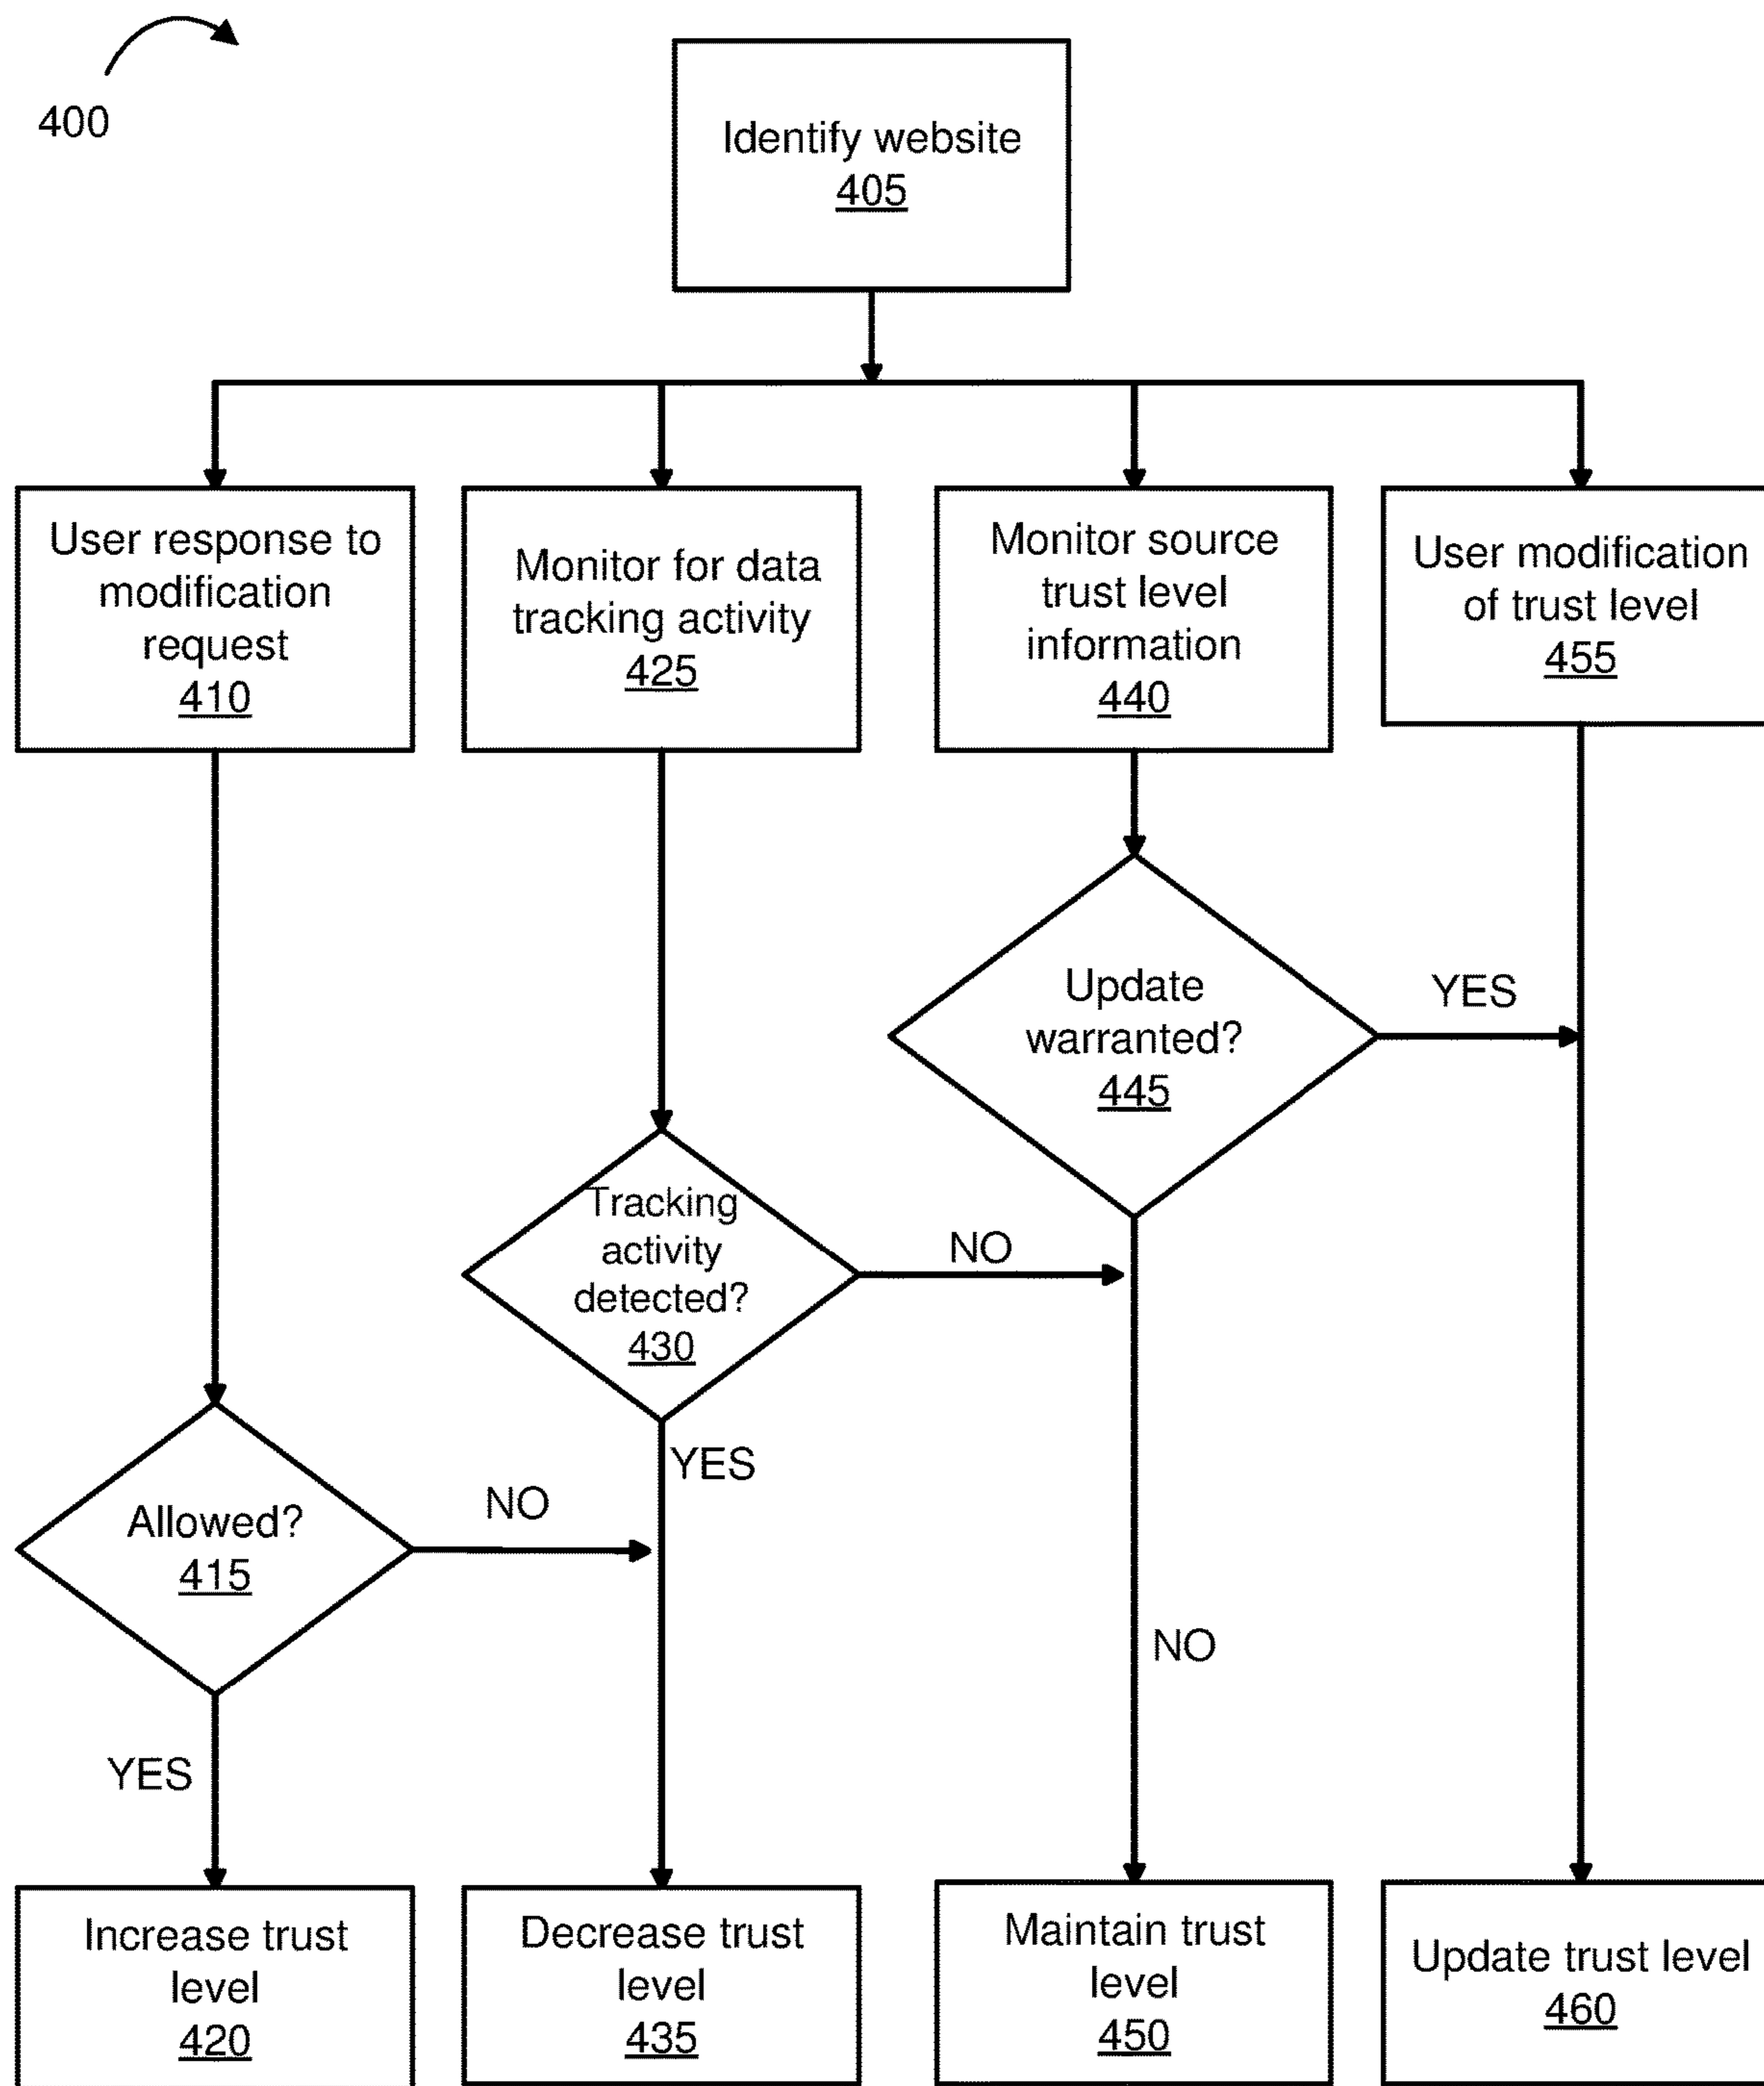 400
Identify website
405
User response to
modification
request
410
Monitor for data
tracking activity
425
Monitor source
trust level
information
440
User modification
of trust level
455
Update
warranted?
445
YES
Tracking
activity
detected?
430
NO
YES
Allowed?
415
NO
NO
YES
Increase trust
level
420
Decrease trust
level
435
Maintain trust
level
450
Update trust level
460